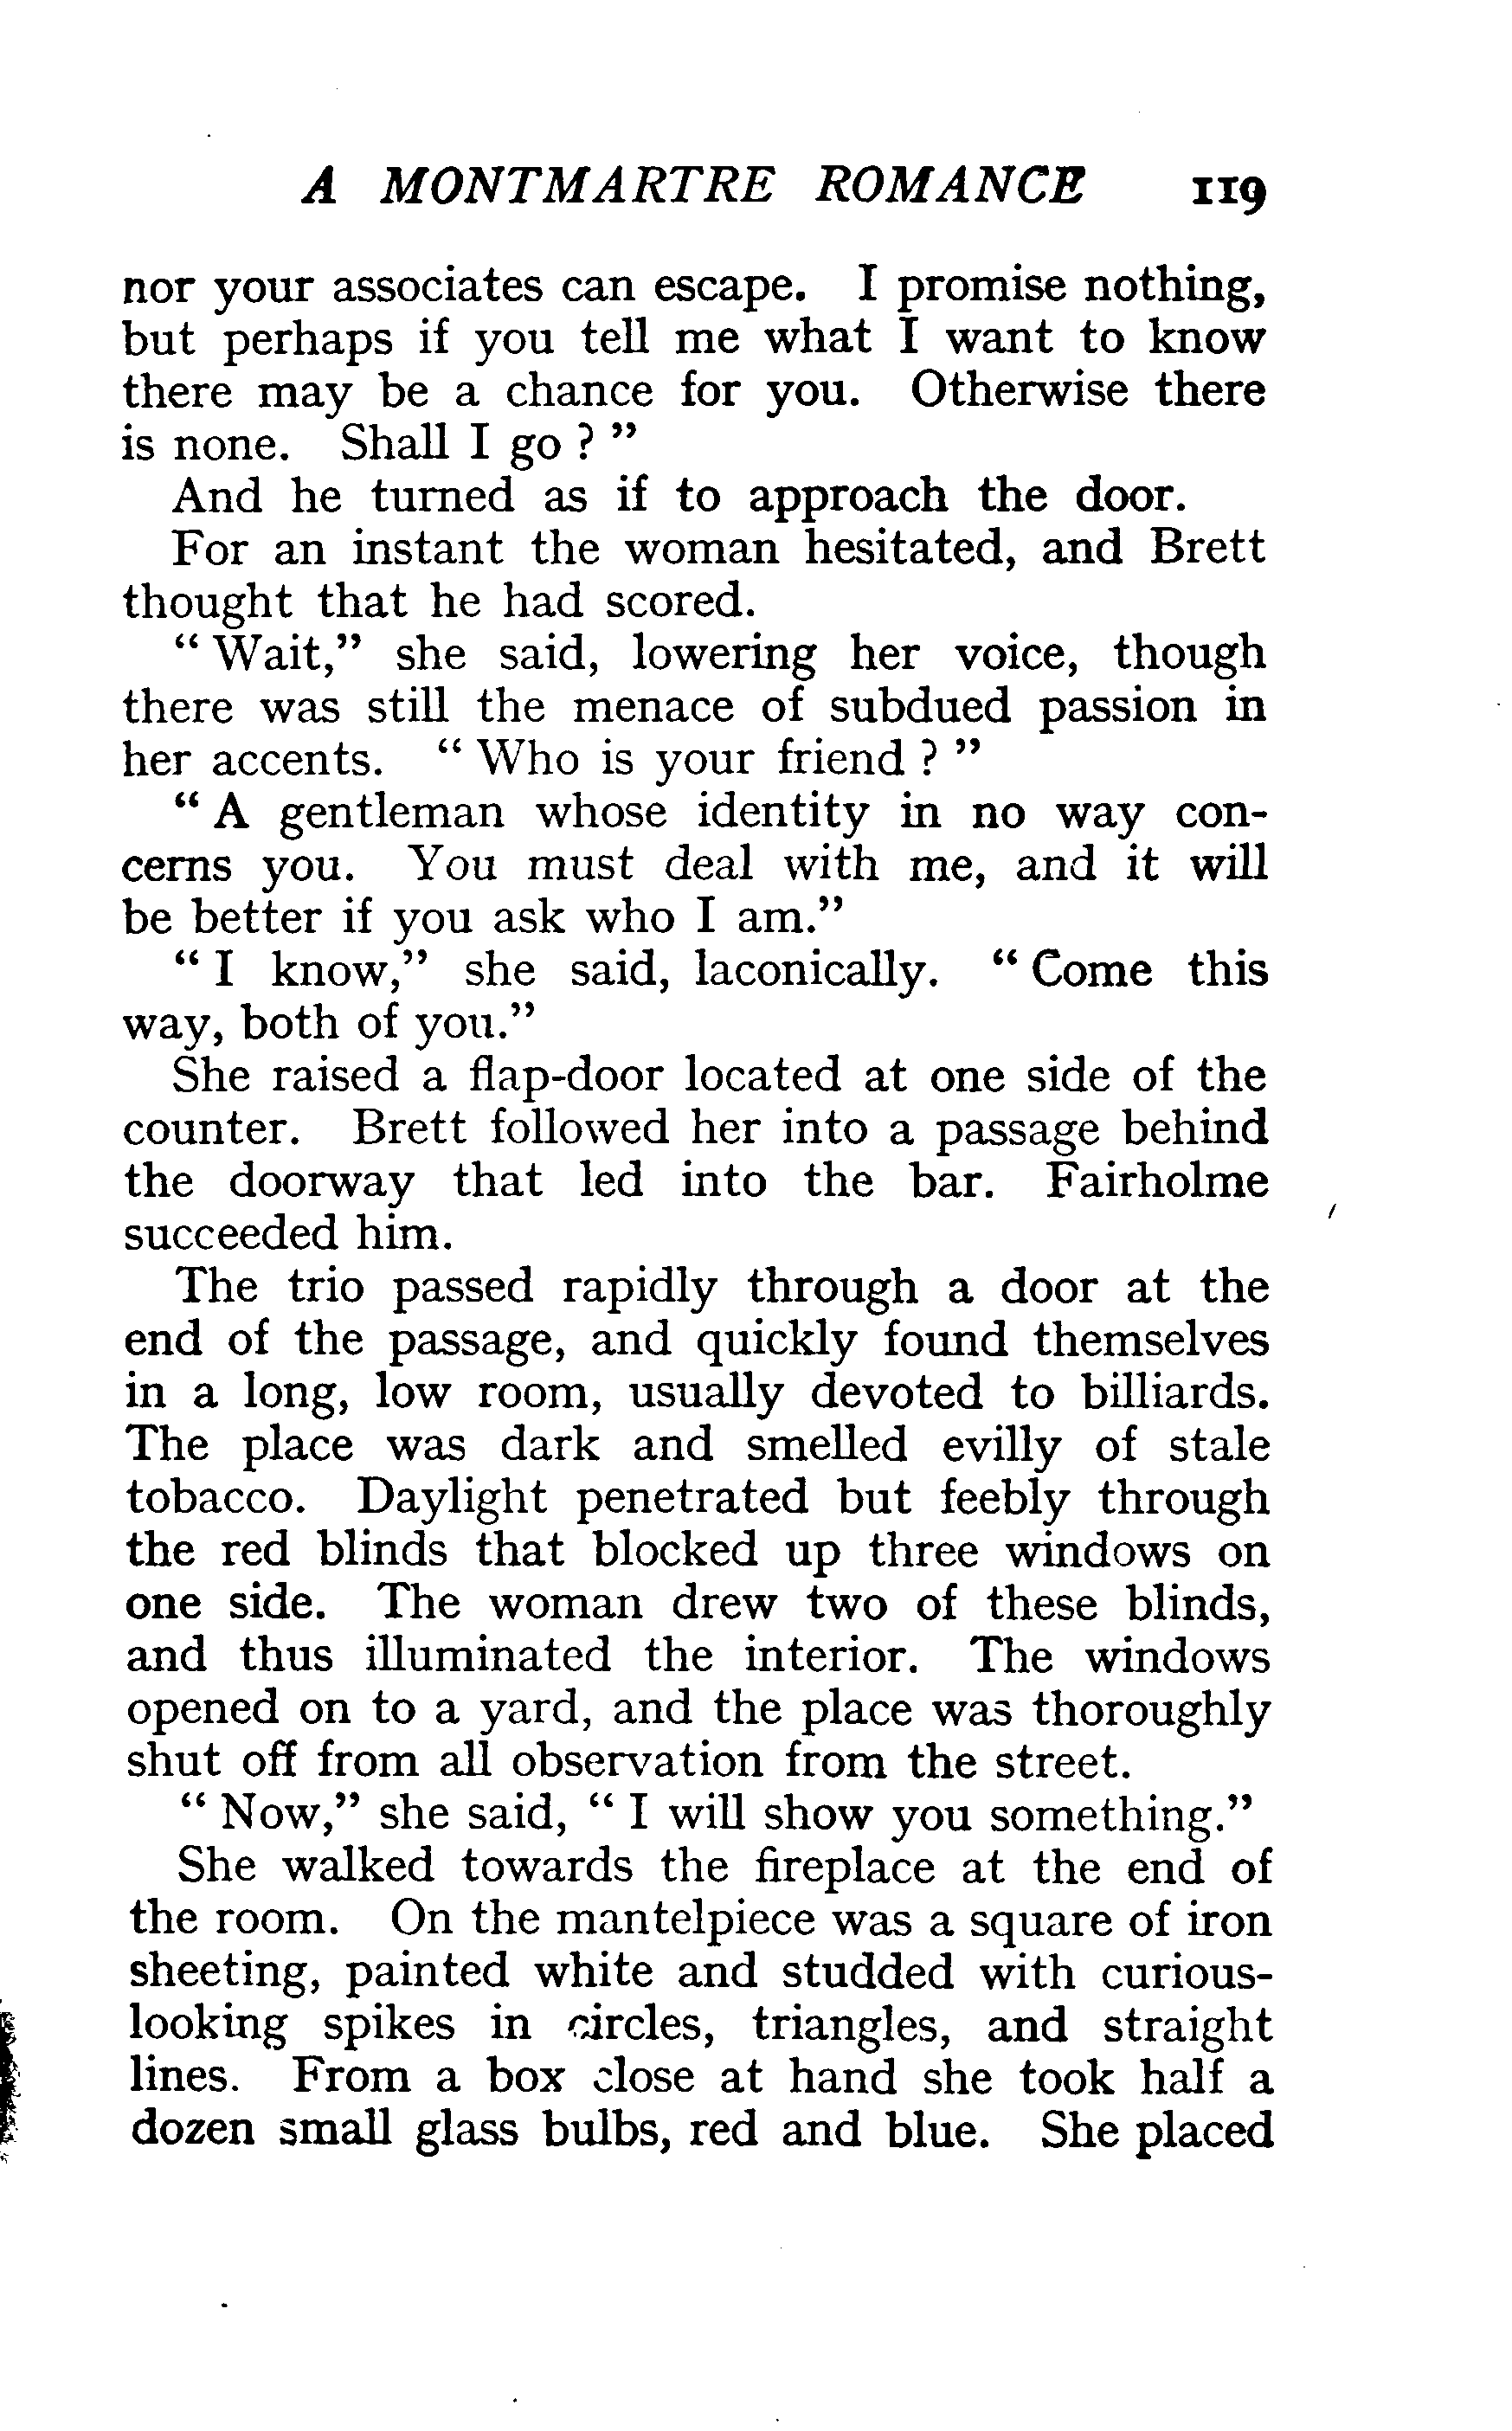 A MONTMARTRE ROMANCE 119
nor your associates can escape. I promise nothing,
but perhaps if you tell me what I want to know
there may be a chance for you. Otherwise there
is none. Shall I go ? ”
And he turned as if to approach the door.
For an instant the woman hesitated, and Brett
thought that he had scored.
“ Wait,” she said, lowering her voice, though
there was still the menace of subdued passion in
her accents. “ Who is your friend ? ”
“ A gentleman whose identity in no way con-
cerns you. You must deal with me, and it will
be better if you ask who I am.”
“ I know,” she said, laconically. “ Come this
way, both of you.”
She raised a flap-door located at one side of the
counter. Brett followed her into a passage behind
the doorway that led into the bar. Fairholme
succeeded him.
The trio passed rapidly through a door at the
end of the passage, and quickly found themselves
in a long, low room, usually devoted to billiards.
The place was dark and smelled evilly of stale
tobacco. Daylight penetrated but feebly through
the red blinds that blocked up three windows on
one side. The woman drew two of these blinds,
and thus illuminated the interior. The windows
opened on to a yard, and the place was thoroughly
shut off from all observation from the street.
“ Now,” she said, “ I will show you something.”
She walked towards the fireplace at the end of
the room. On the mantelpiece was a square of iron
sheeting, painted white and studded with curious-
looking spikes in circles, triangles, and straight
lines. From a box close at hand she took half a
dozen small glass bulbs, red and blue. She placed